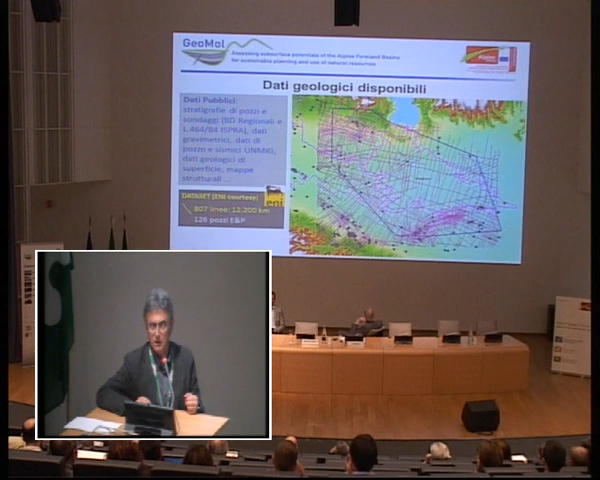 GeoMol
Assessing subsurface potentials of the Alpine Foreland Basins
for sustainable planning and use of natural resources
Dati geologici disponibili
Dati Pubblici:
stratigrafie di pozzi e
sondaggi (BD Regionali e
L.464/84 ISPRA), dati
gravimetrici, dati di
pozzo e sismici UNMIG,
dati geologici di
superficie, mappe
strutturali ...
DATASET (ENI courtesy)
eni
807 linee: 12.200 km
126 pozzi E&P